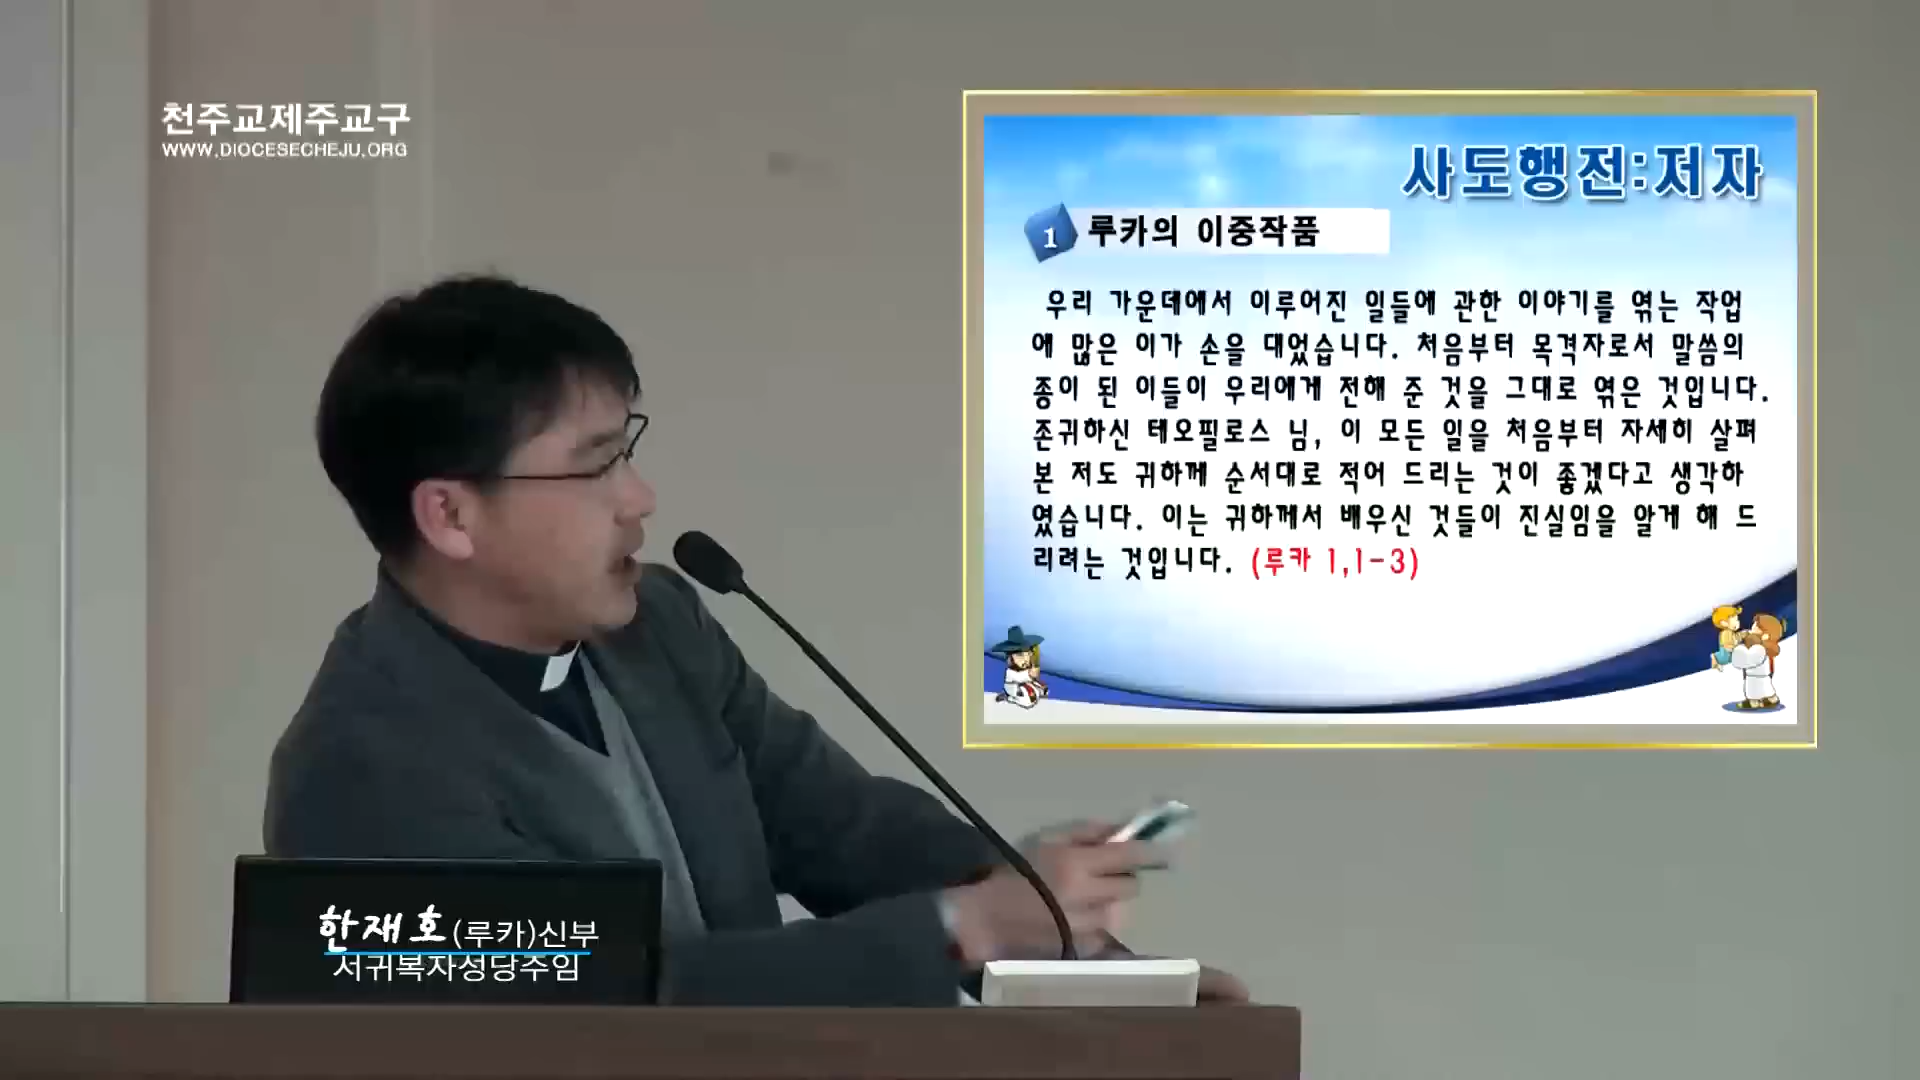 천주교제주교구
WWW.DIOCESECHEJU.ORG
사도행전:저자
1 루카의 이중작품
우리 가운데에서 이루어진 일들에 관한 이야기를 엮는 작업
에 많은 이가 손을 대었습니다. 처음부터 목격자로서 말씀의
종이 된 이들이 우리에게 전해 준 것을 그대로 엮은 것입니다.
존귀하신 테오필로스 님, 이 모든 일을 처음부터 자세히 살펴
본 저도 귀하께 순서대로 적어 드리는 것이 좋겠다고 생각하
였습니다. 이는 귀하께서 배우신 것들이 진실임을 알게 해 드
리려는 것입니다. (루카 1,1-3)
한재호(루카)신부
서귀복자성당주임